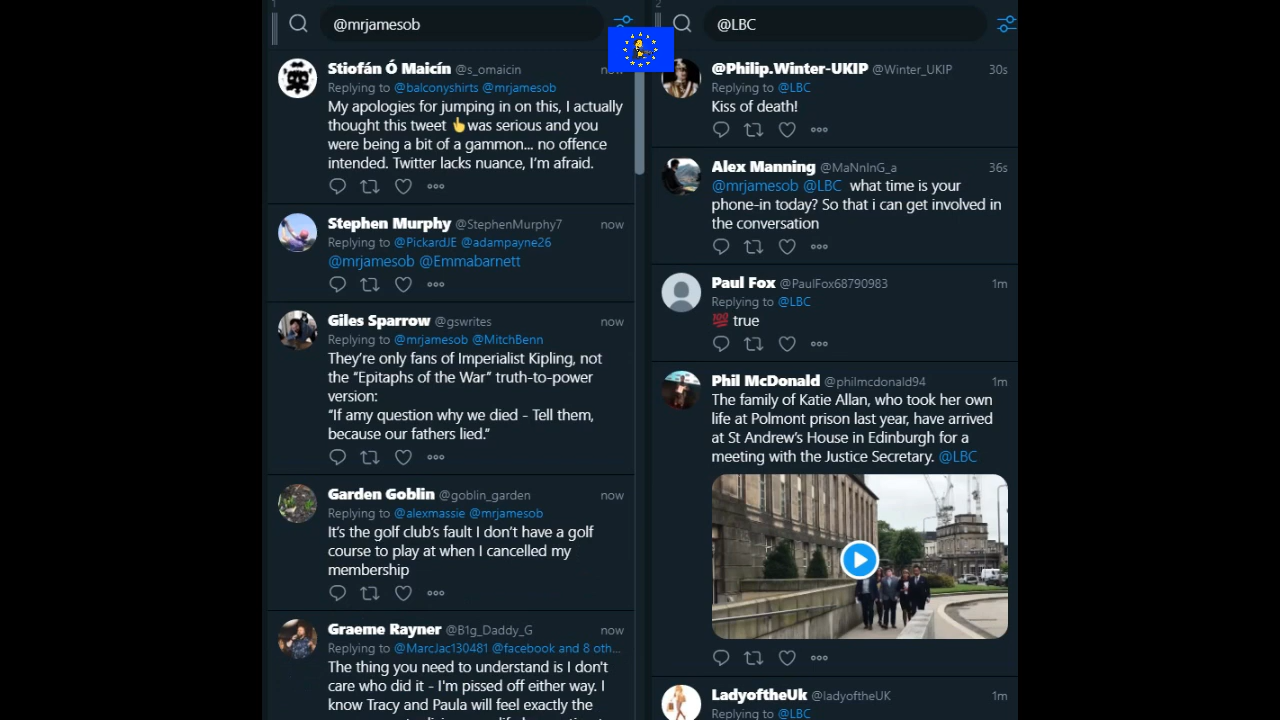 1
@mrjamesob
Stiofán Ó Maicín @s_omaicin now
Replying to @balconyshirts @mrjamesob
My apologies for jumping in on this, I actually
thought this tweet 👆was serious and you
were being a bit of a gammon... no offence
intended. Twitter lacks nuance, I'm afraid.
Stephen Murphy @StephenMurphy7 now
Replying to @PickardJE @adampayne26
@mrjamesob @Emmabarnett
Giles Sparrow @gswrites now
Replying to @mrjamesob @MitchBenn
They're only fans of Imperialist Kipling, not
the “Epitaphs of the War” truth-to-power
version:
“If amy question why we died - Tell them,
because our fathers lied.”
Garden Goblin @goblin_garden now
Replying to @alexmassie @mrjamesob
It's the golf club's fault I don't have a golf
course to play at when I cancelled my
membership
Graeme Rayner @B1g_Daddy_G now
Replying to @MarcJac130481 @facebook and 8 oth...
The thing you need to understand is I don't
care who did it - I'm pissed off either way. I
know Tracy and Paula will feel exactly the
2
@LBC
@Philip.Winter-UKIP @Winter_UKIP 30s
Replying to @LBC
Kiss of death!
Alex Manning @MaNnInG_a 36s
@mrjamesob @LBC what time is your
phone-in today? So that i can get involved in
the conversation
Paul Fox @PaulFox68790983 1m
Replying to @LBC
💯 true
Phil McDonald @philmcdonald94 1m
The family of Katie Allan, who took her own
life at Polmont prison last year, have arrived
at St Andrew's House in Edinburgh for a
meeting with the Justice Secretary. @LBC
LadyoftheUk @ladyoftheUK 1m
Replying to @LBC